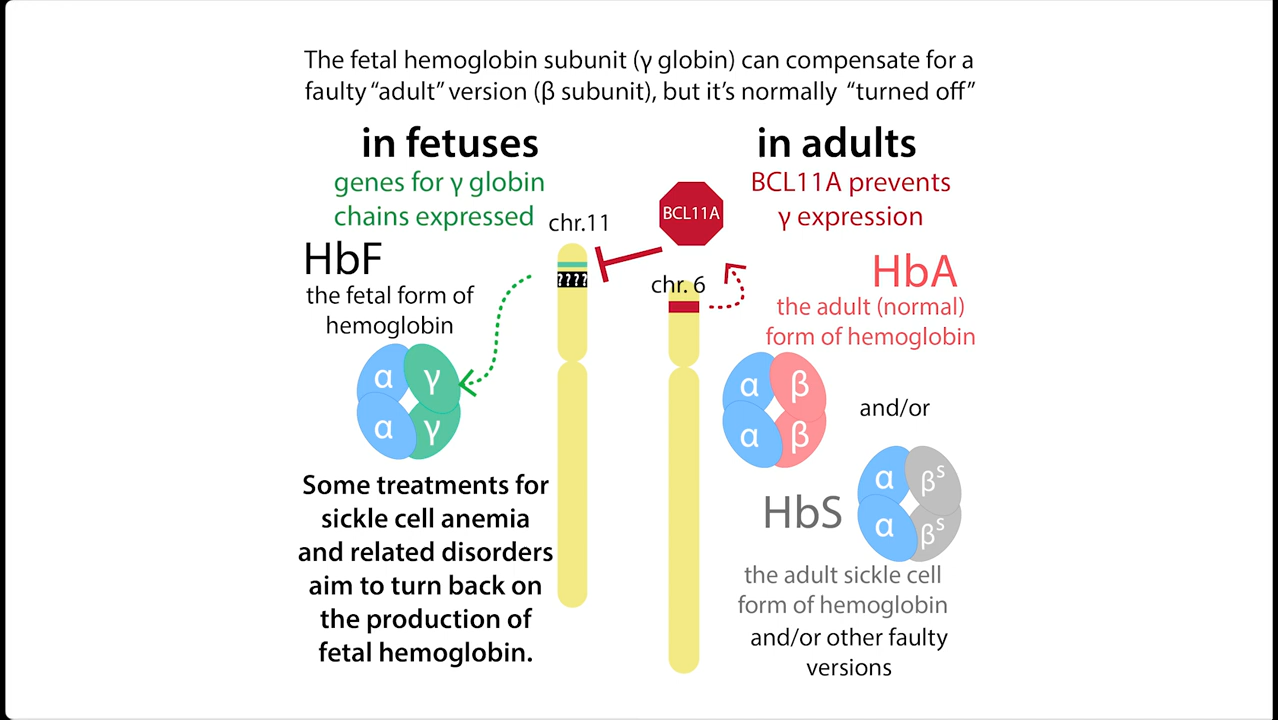 The fetal hemoglobin subunit (γ globin) can compensate for a
faulty “adult” version (β subunit), but it’s normally “turned off”
in fetuses
genes for γ globin
chains expressed
HbF
the fetal form of
hemoglobin
α γ
α γ
Some treatments for
sickle cell anemia
and related disorders
aim to turn back on
the production of
fetal hemoglobin.
chr.11
????
BCL11A
chr. 6
in adults
BCL11A prevents
γ expression
HbA
the adult (normal)
form of hemoglobin
α β
α β
and/or
HbS
α βˢ
α βˢ
the adult sickle cell
form of hemoglobin
and/or other faulty
versions